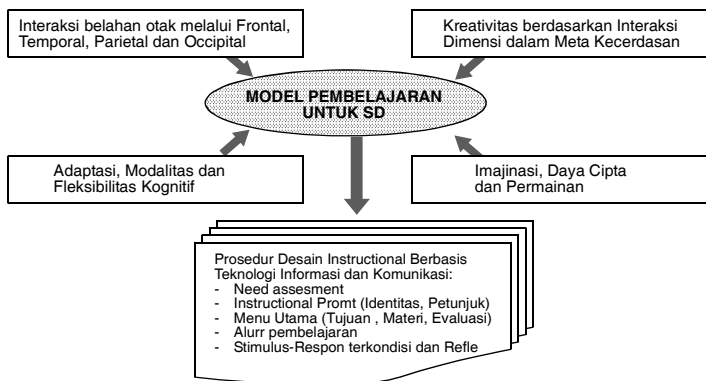 Interaksi belahan otak melalui Frontal,
Temporal, Parietal dan Occipital
Kreativitas berdasarkan Interaksi
Dimensi dalam Meta Kecerdasan
MODEL PEMBELAJARAN
UNTUK SD
Adaptasi, Modalitas dan
Fleksibilitas Kognitif
Imajinasi, Daya Cipta
dan Permainan
Prosedur Desain Instructional Berbasis
Teknologi Informasi dan Komunikasi:
- Need assesment
- Instructional Promt (Identitas, Petunjuk)
- Menu Utama (Tujuan , Materi, Evaluasi)
- Alurr pembelajaran
- Stimulus-Respon terkondisi dan Refle